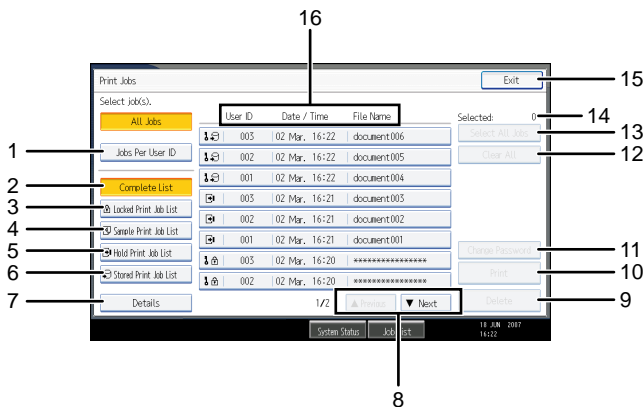 16
Print Jobs
Exit
15
Select job(s).
All Jobs
User ID Date / Time File Name
Selected: 0
14
003 02 Mar. 16:22 document006
Select All Jobs
13
1
Jobs Per User ID
002 02 Mar. 16:22 document005
Clear All
12
001 02 Mar. 16:22 document004
2
Complete List
003 02 Mar. 16:21 document003
3
Locked Print Job List
002 02 Mar. 16:21 document002
4
Sample Print Job List
001 02 Mar. 16:21 document001
5
Hold Print Job List
Change Password
11
003 02 Mar. 16:20 ****************
6
Stored Print Job List
Print
10
002 02 Mar. 16:20 ****************
7
Details
1/2
▲ Previous
▼ Next
Delete
9
System Status
Job List
18 JUN 2007
16:22
8